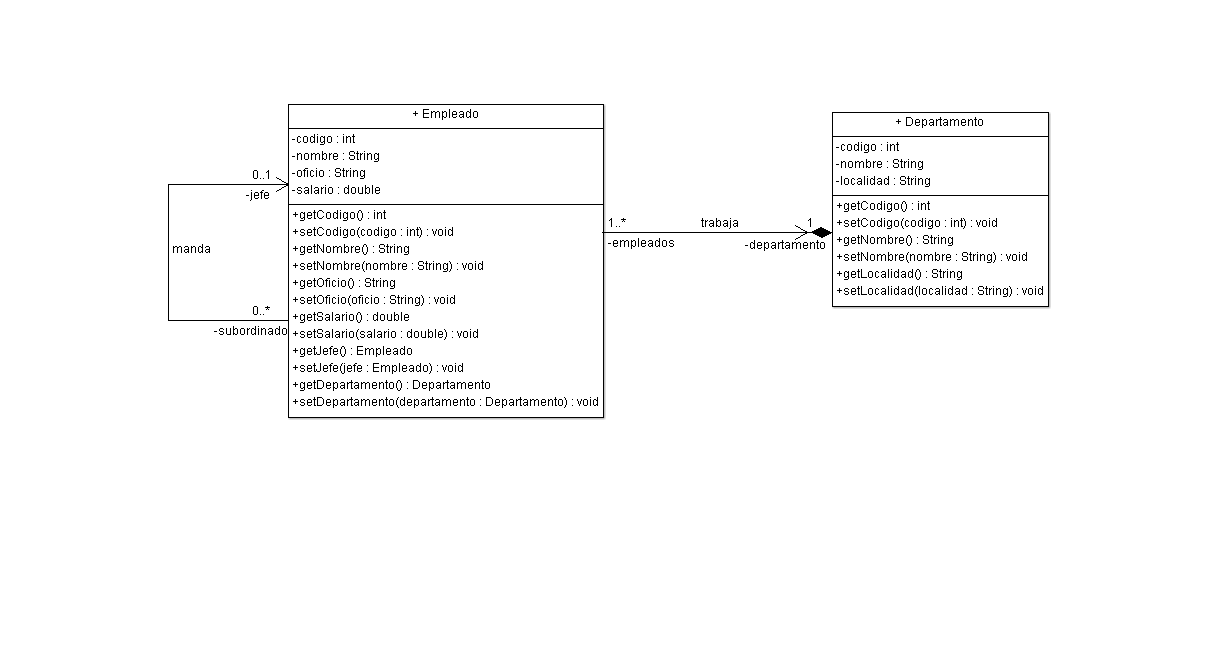 + Empleado
-codigo : int
-nombre : String
-oficio : String
-salario : double
+getCodigo() : int
+setCodigo(codigo : int) : void
+getNombre() : String
+setNombre(nombre : String) : void
+getOficio() : String
+setOficio(oficio : String) : void
+getSalario() : double
+setSalario(salario : double) : void
+getJefe() : Empleado
+setJefe(jefe : Empleado) : void
+getDepartamento() : Departamento
+setDepartamento(departamento : Departamento) : void
0..1
-jefe
manda
0..*
-subordinado
1..*
-empleados
trabaja
1
-departamento
+ Departamento
-codigo : int
-nombre : String
-localidad : String
+getCodigo() : int
+setCodigo(codigo : int) : void
+getNombre() : String
+setNombre(nombre : String) : void
+getLocalidad() : String
+setLocalidad(localidad : String) : void